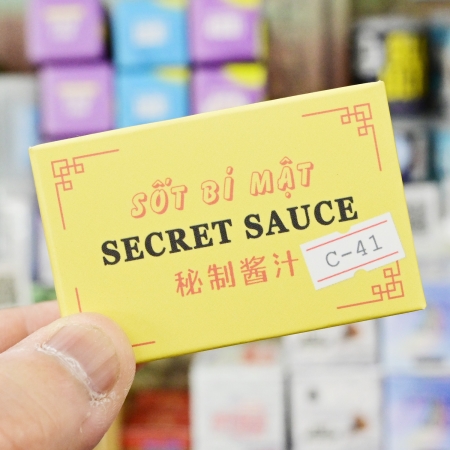 SỐT BÍ MẬT
SECRET SAUCE
秘制酱汁
C-41